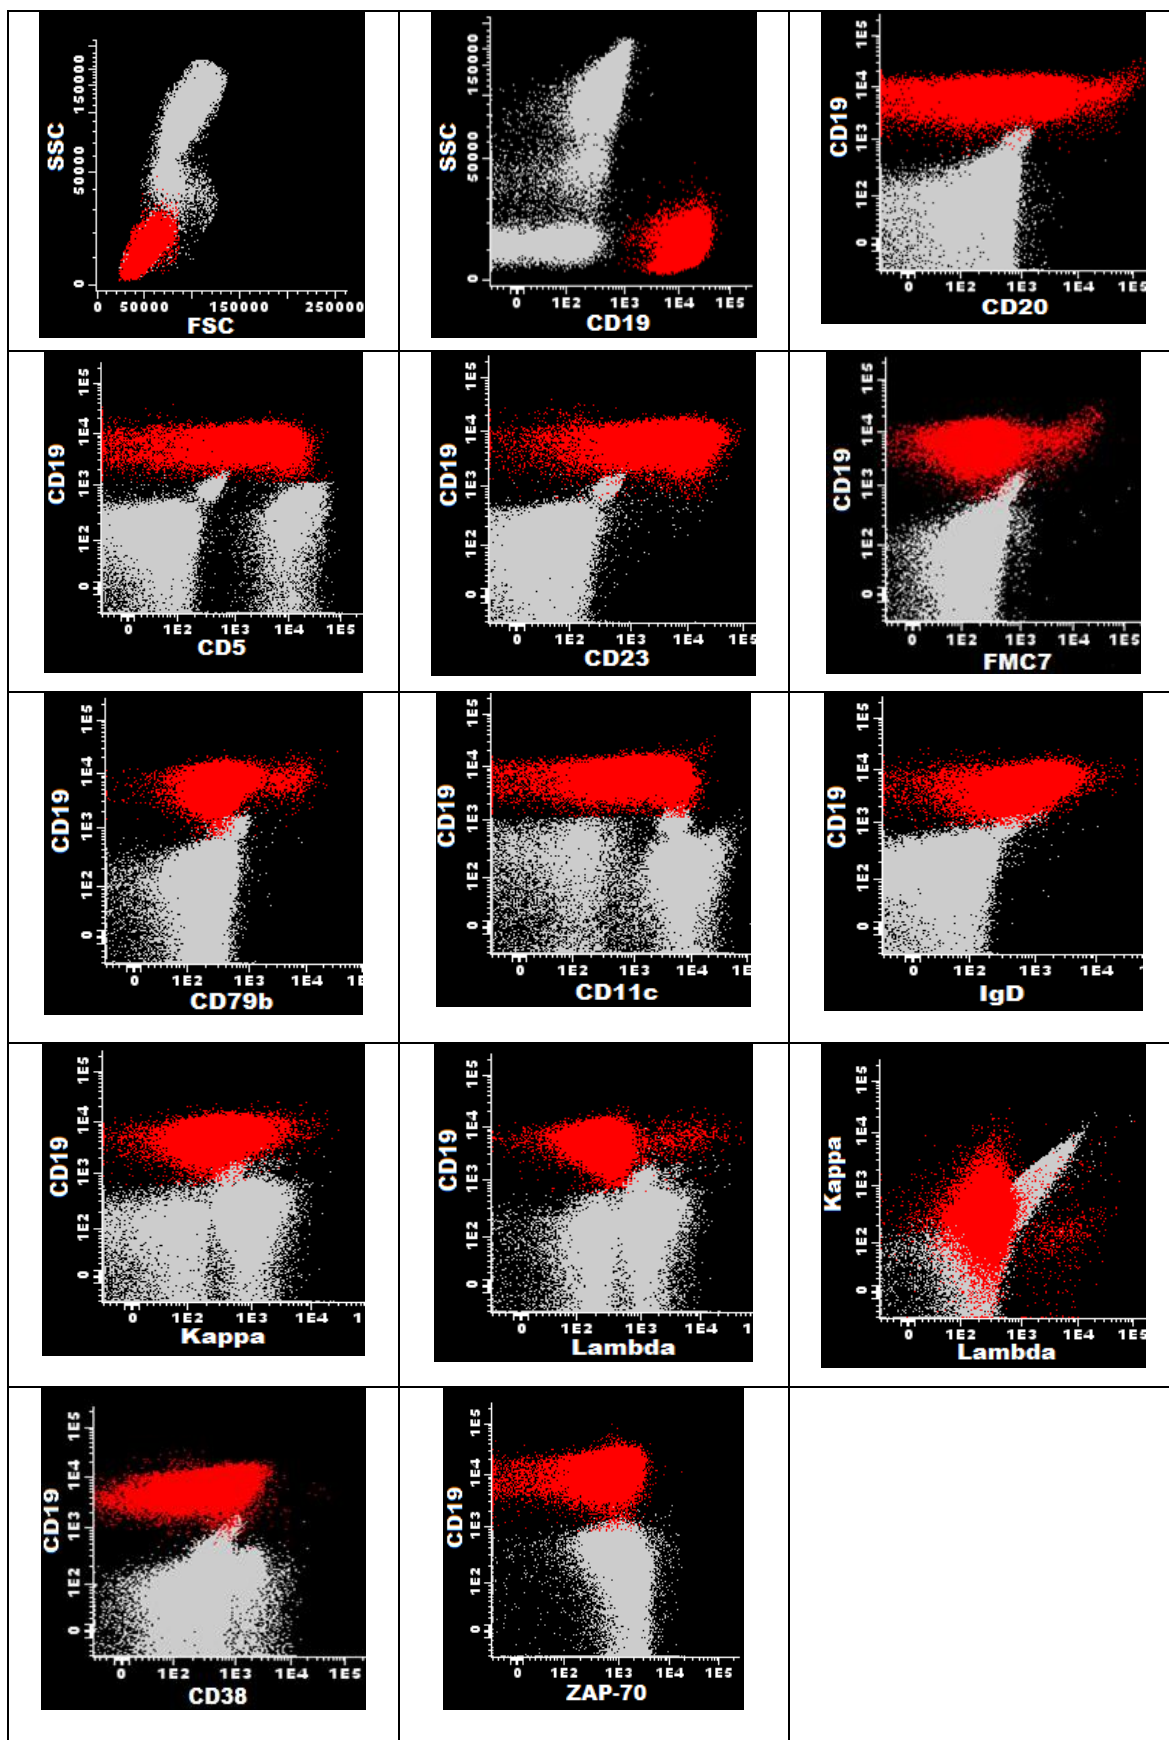 SSC
150000
50000
0
0 50000 150000 250000
FSC
SSC
150000
50000
0
0 1E2 1E3 1E4 1E5
CD19
CD19
1E5
1E4
1E3
1E2
0
0 1E2 1E3 1E4 1E5
CD20
CD19
1E5
1E4
1E3
1E2
0
0 1E2 1E3 1E4 1E5
CD5
CD19
1E5
1E4
1E3
1E2
0
0 1E2 1E3 1E4 1E5
CD23
CD19
1E5
1E4
1E3
1E2
0
0 1E2 1E3 1E4 1E5
FMC7
CD19
1E5
1E4
1E3
1E2
0
0 1E2 1E3 1E4 1E
CD79b
CD19
1E5
1E4
1E3
1E2
0
0 1E2 1E3 1E4 1E
CD11c
CD19
1E5
1E4
1E3
1E2
0
0 1E2 1E3 1E4 1
IgD
CD19
1E5
1E4
1E3
1E2
0
0 1E2 1E3 1E4 1
Kappa
CD19
1E5
1E4
1E3
1E2
0
0 1E2 1E3 1E4 1
Lambda
Kappa
1E5
1E4
1E3
1E2
0
0 1E2 1E3 1E4 1E5
Lambda
CD19
1E5
1E4
1E3
1E2
0
0 1E2 1E3 1E4 1E5
CD38
CD19
1E5
1E4
1E3
1E2
0
0 1E2 1E3 1E4 1E5
ZAP-70